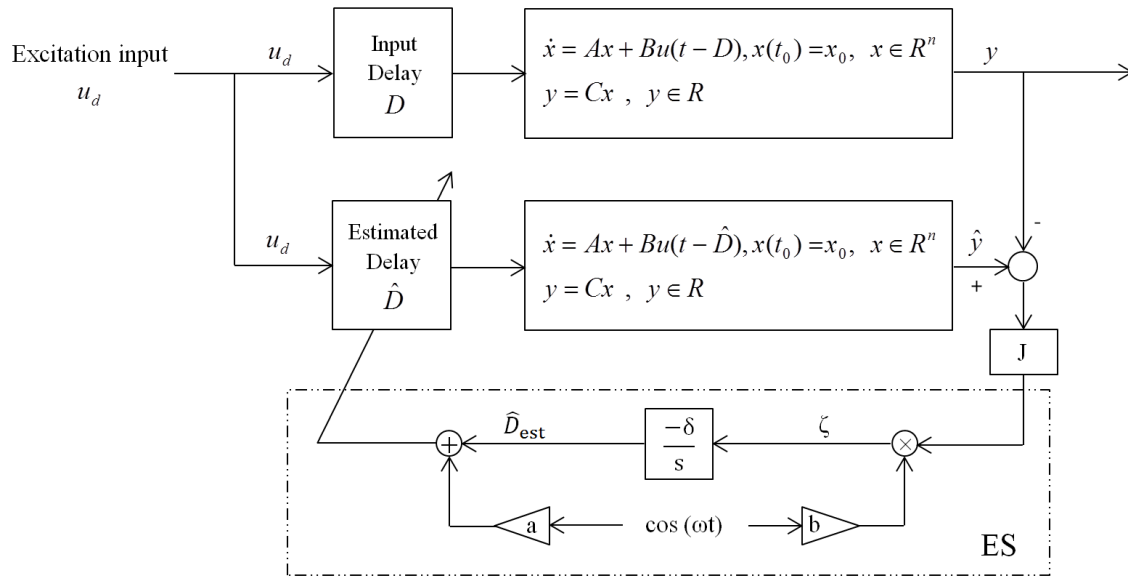 Excitation input
u_d
u_d
Input
Delay
D
ẋ = Ax + Bu(t − D), x(t_0) = x_0, x ∈ R^n
y = Cx , y ∈ R
y
u_d
Estimated
Delay
D̂
ẋ = Ax + Bu(t − D̂), x(t_0) = x_0, x ∈ R^n
y = Cx , y ∈ R
ŷ
-
+
J
D̂_est
−δ
s
ζ
+
×
a
cos (ωt)
b
ES